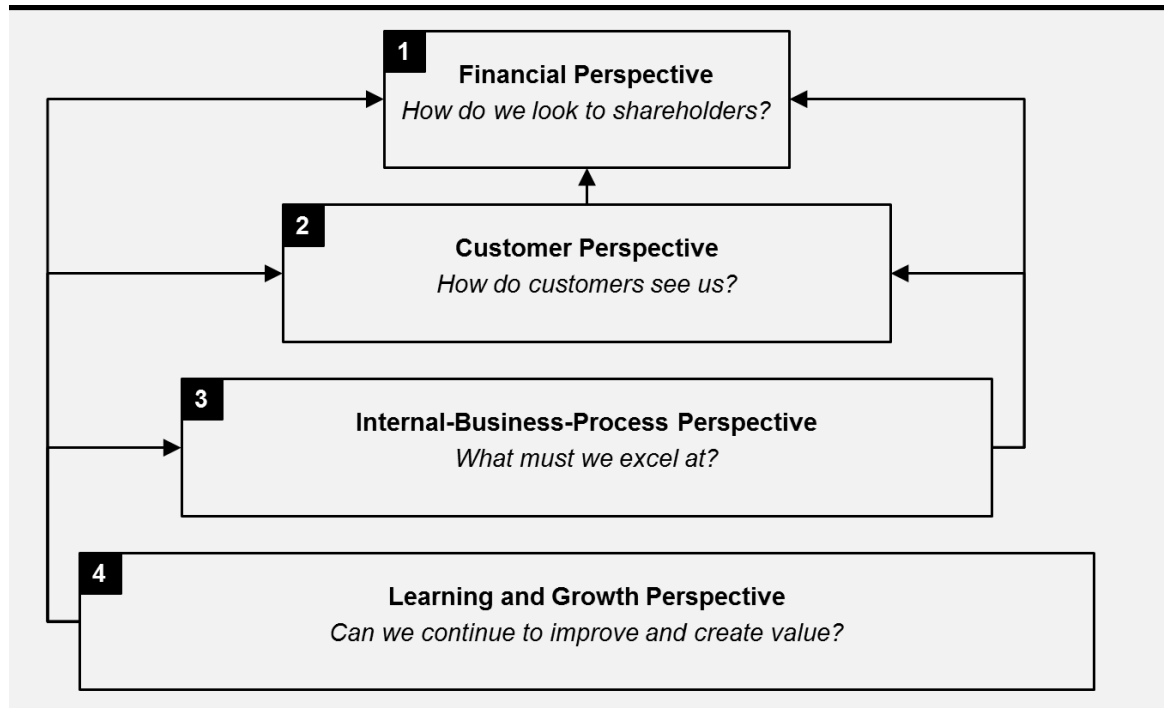 1
Financial Perspective
How do we look to shareholders?
2
Customer Perspective
How do customers see us?
3
Internal-Business-Process Perspective
What must we excel at?
4
Learning and Growth Perspective
Can we continue to improve and create value?